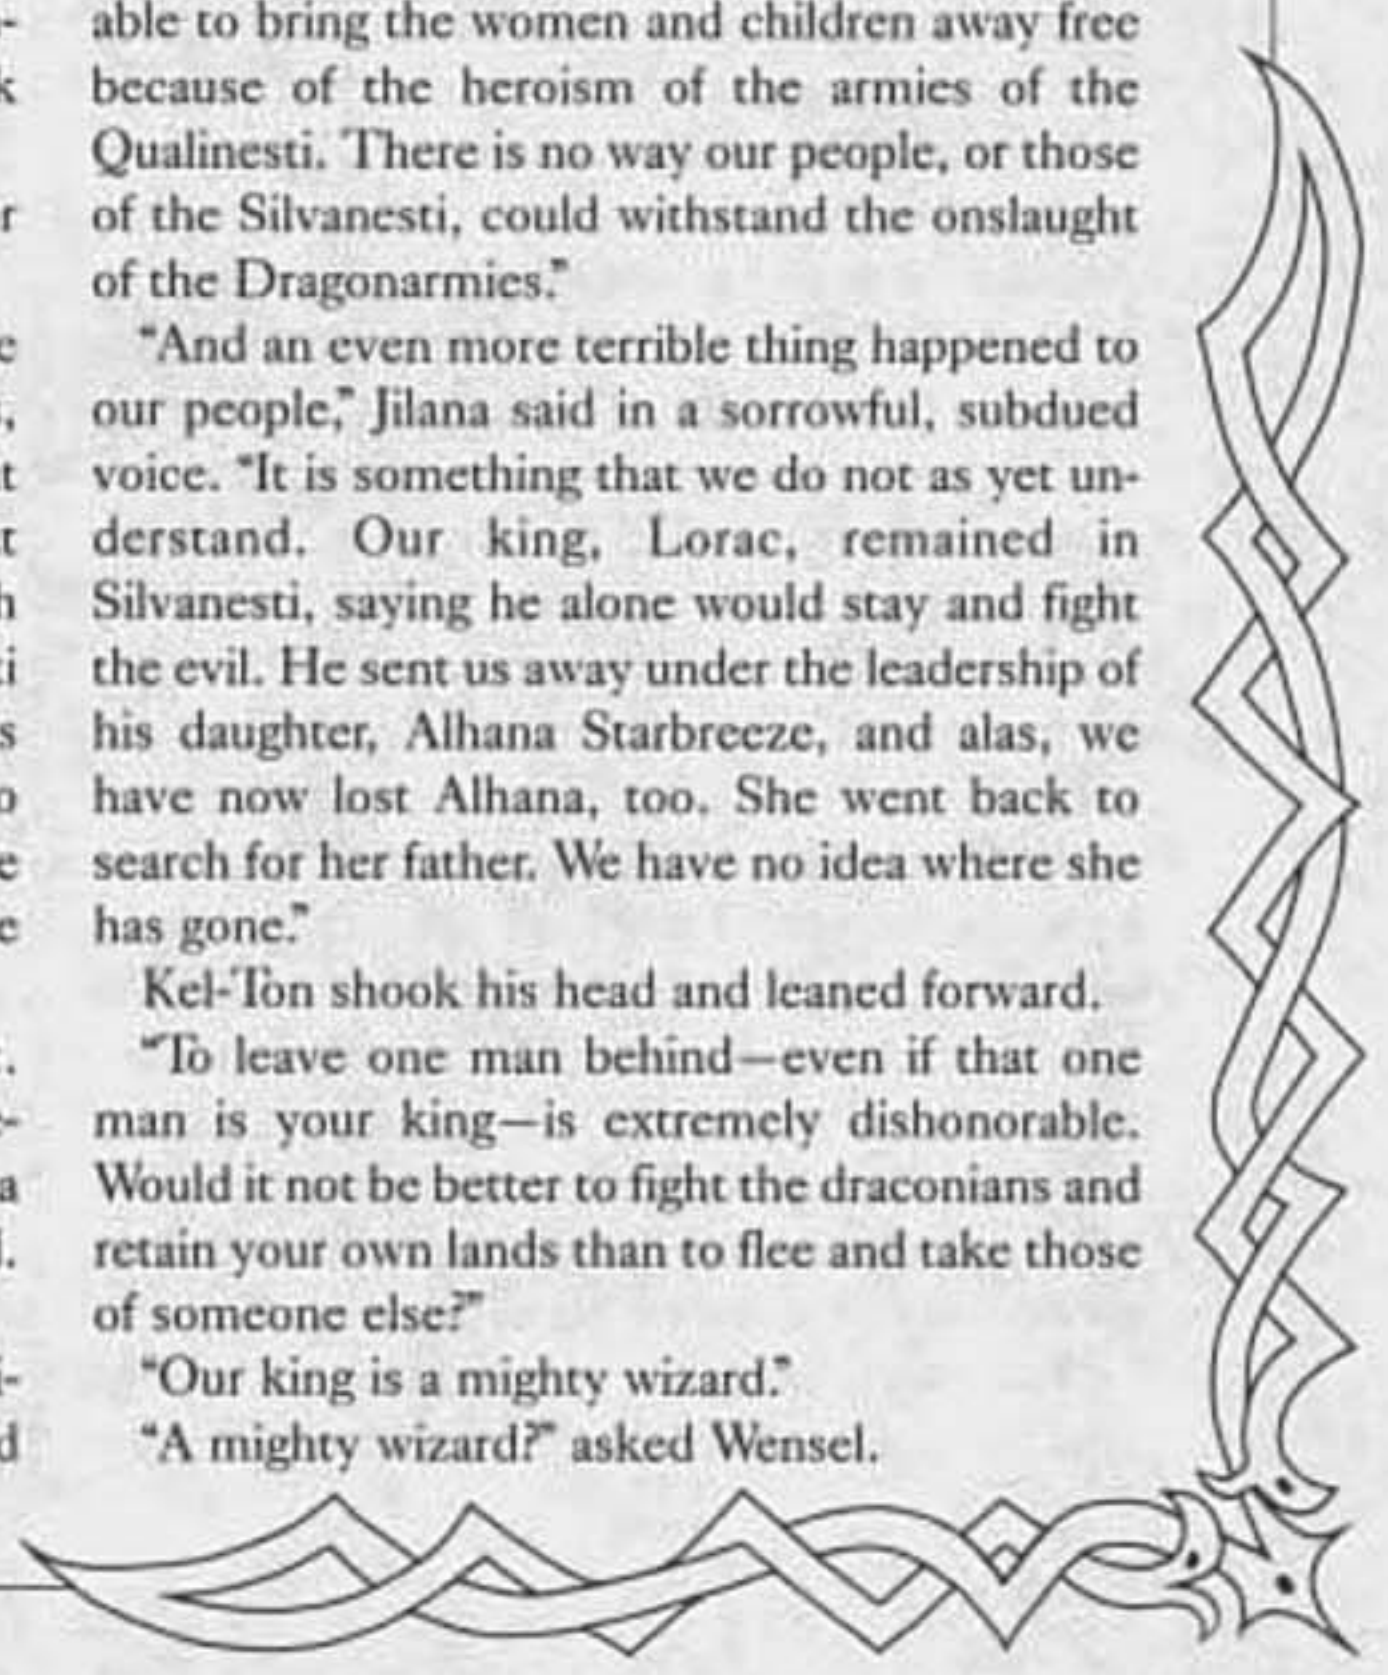 able to bring the women and children away free
because of the heroism of the armies of the
Qualinesti. There is no way our people, or those
of the Silvanesti, could withstand the onslaught
of the Dragonarmies.”
“And an even more terrible thing happened to
our people,” Jilana said in a sorrowful, subdued
voice. “It is something that we do not as yet un-
derstand. Our king, Lorac, remained in
Silvanesti, saying he alone would stay and fight
the evil. He sent us away under the leadership of
his daughter, Alhana Starbreeze, and alas, we
have now lost Alhana, too. She went back to
search for her father. We have no idea where she
has gone.”
Kel-Ton shook his head and leaned forward.
“To leave one man behind—even if that one
man is your king—is extremely dishonorable.
Would it not be better to fight the draconians and
retain your own lands than to flee and take those
of someone else?”
“Our king is a mighty wizard.”
“A mighty wizard?” asked Wensel.